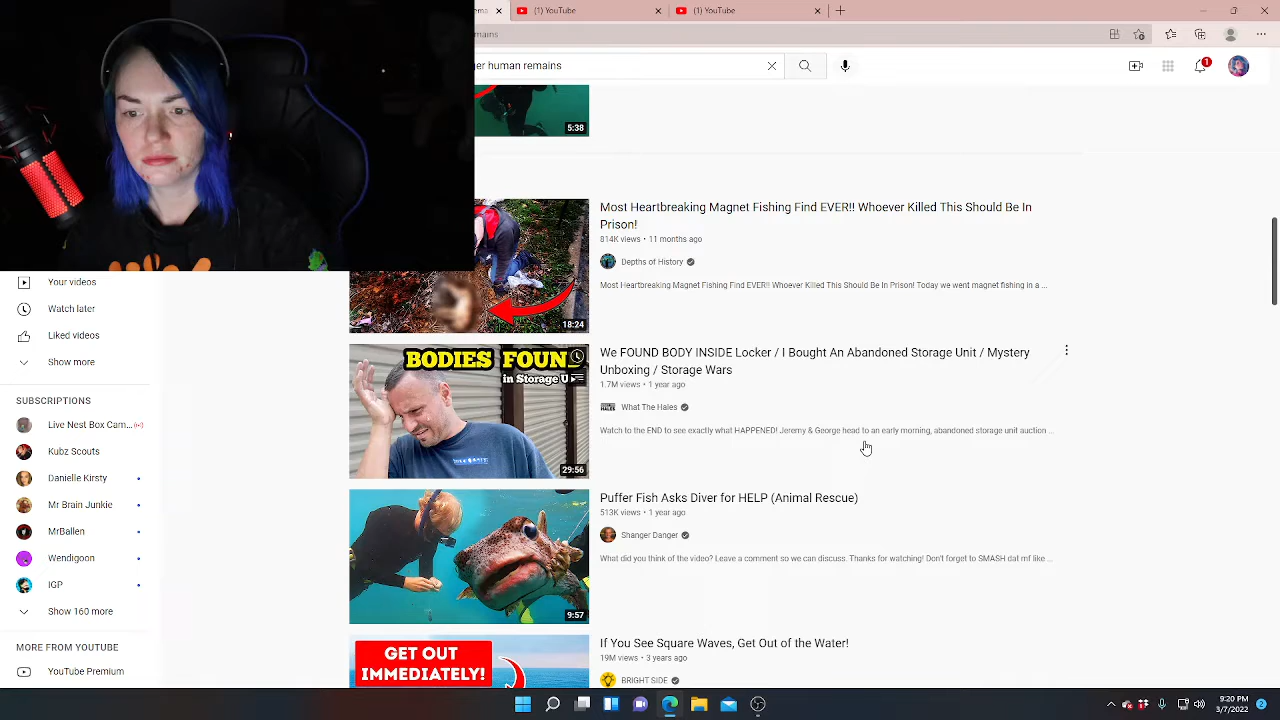 YouTube
YouTube
mains
er human remains
1
5:38
Most Heartbreaking Magnet Fishing Find EVER!! Whoever Killed This Should Be In
Prison!
814K views • 11 months ago
Depths of History
Most Heartbreaking Magnet Fishing Find EVER!! Whoever Killed This Should Be In Prison! Today we went magnet fishing in a ...
18:24
Your videos
Watch later
Liked videos
Show more
BODIES FOUN
in Storage U
29:56
We FOUND BODY INSIDE Locker / I Bought An Abandoned Storage Unit / Mystery
Unboxing / Storage Wars
1.7M views • 1 year ago
What The Hales
Watch to the END to see exactly what HAPPENED! Jeremy & George head to an early morning, abandoned storage unit auction ...
SUBSCRIPTIONS
Live Nest Box Cam...
Kubz Scouts
Danielle Kirsty
Mr Brain Junkie
MrBallen
Wendigoon
IGP
Show 160 more
Puffer Fish Asks Diver for HELP (Animal Rescue)
513K views • 1 year ago
Shanger Danger
What did you think of the video? Leave a comment so we can discuss. Thanks for watching! Don't forget to SMASH dat mf like ...
9:57
MORE FROM YOUTUBE
YouTube Premium
GET OUT
IMMEDIATELY!
If You See Square Waves, Get Out of the Water!
19M views • 3 years ago
BRIGHT SIDE
9:20 PM
3/7/2022
2